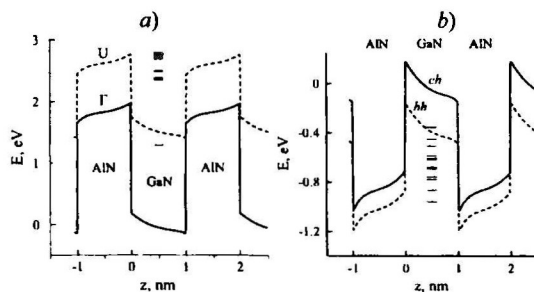 a)
b)
AlN GaN AlN
3
2
1
0
E, eV
U
Γ
AlN
GaN
AlN
-1 0 1 2
z, nm
0
-0.4
-0.8
-1.2
E, eV
ch
hh
-1 0 1 2
z, nm